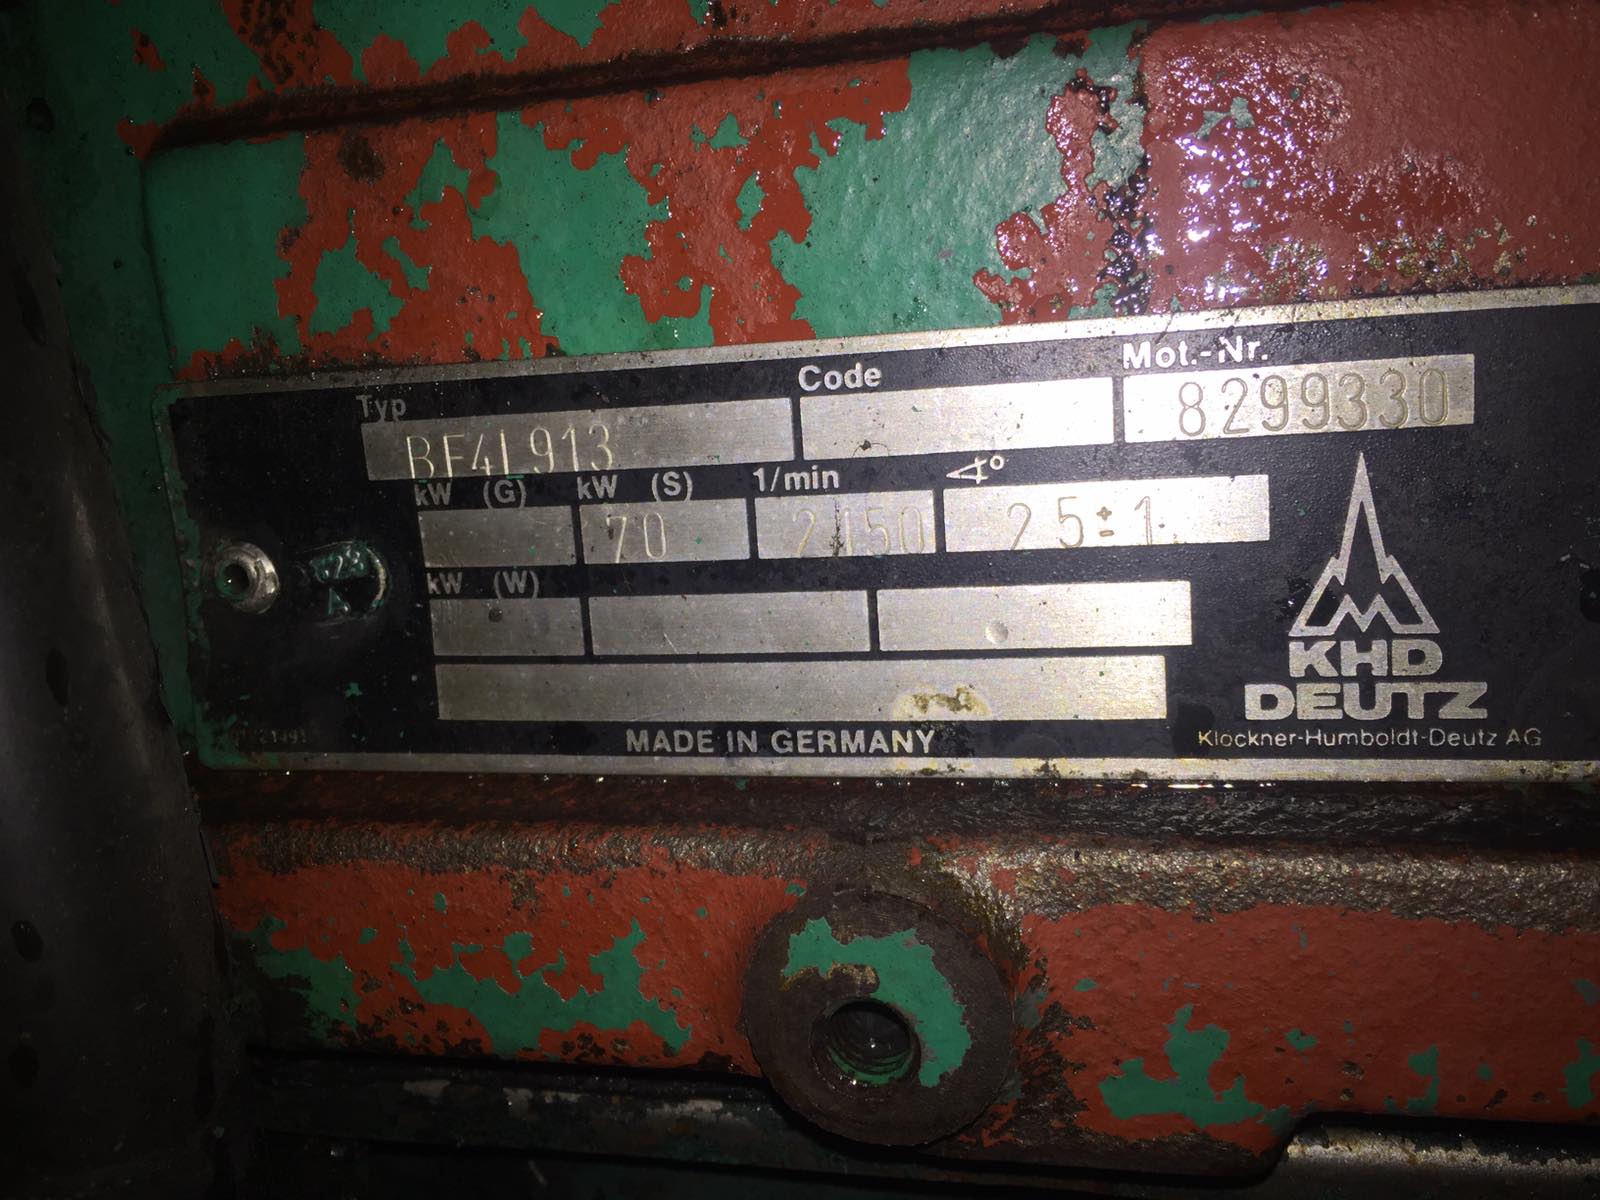 Typ Code Mot.-Nr.
BF4L913 8299330
kW (G) kW (S) 1/min ∢°
70 2150 25±1
kW (W)
KHD
DEUTZ
MADE IN GERMANY
Klöckner-Humboldt-Deutz AG